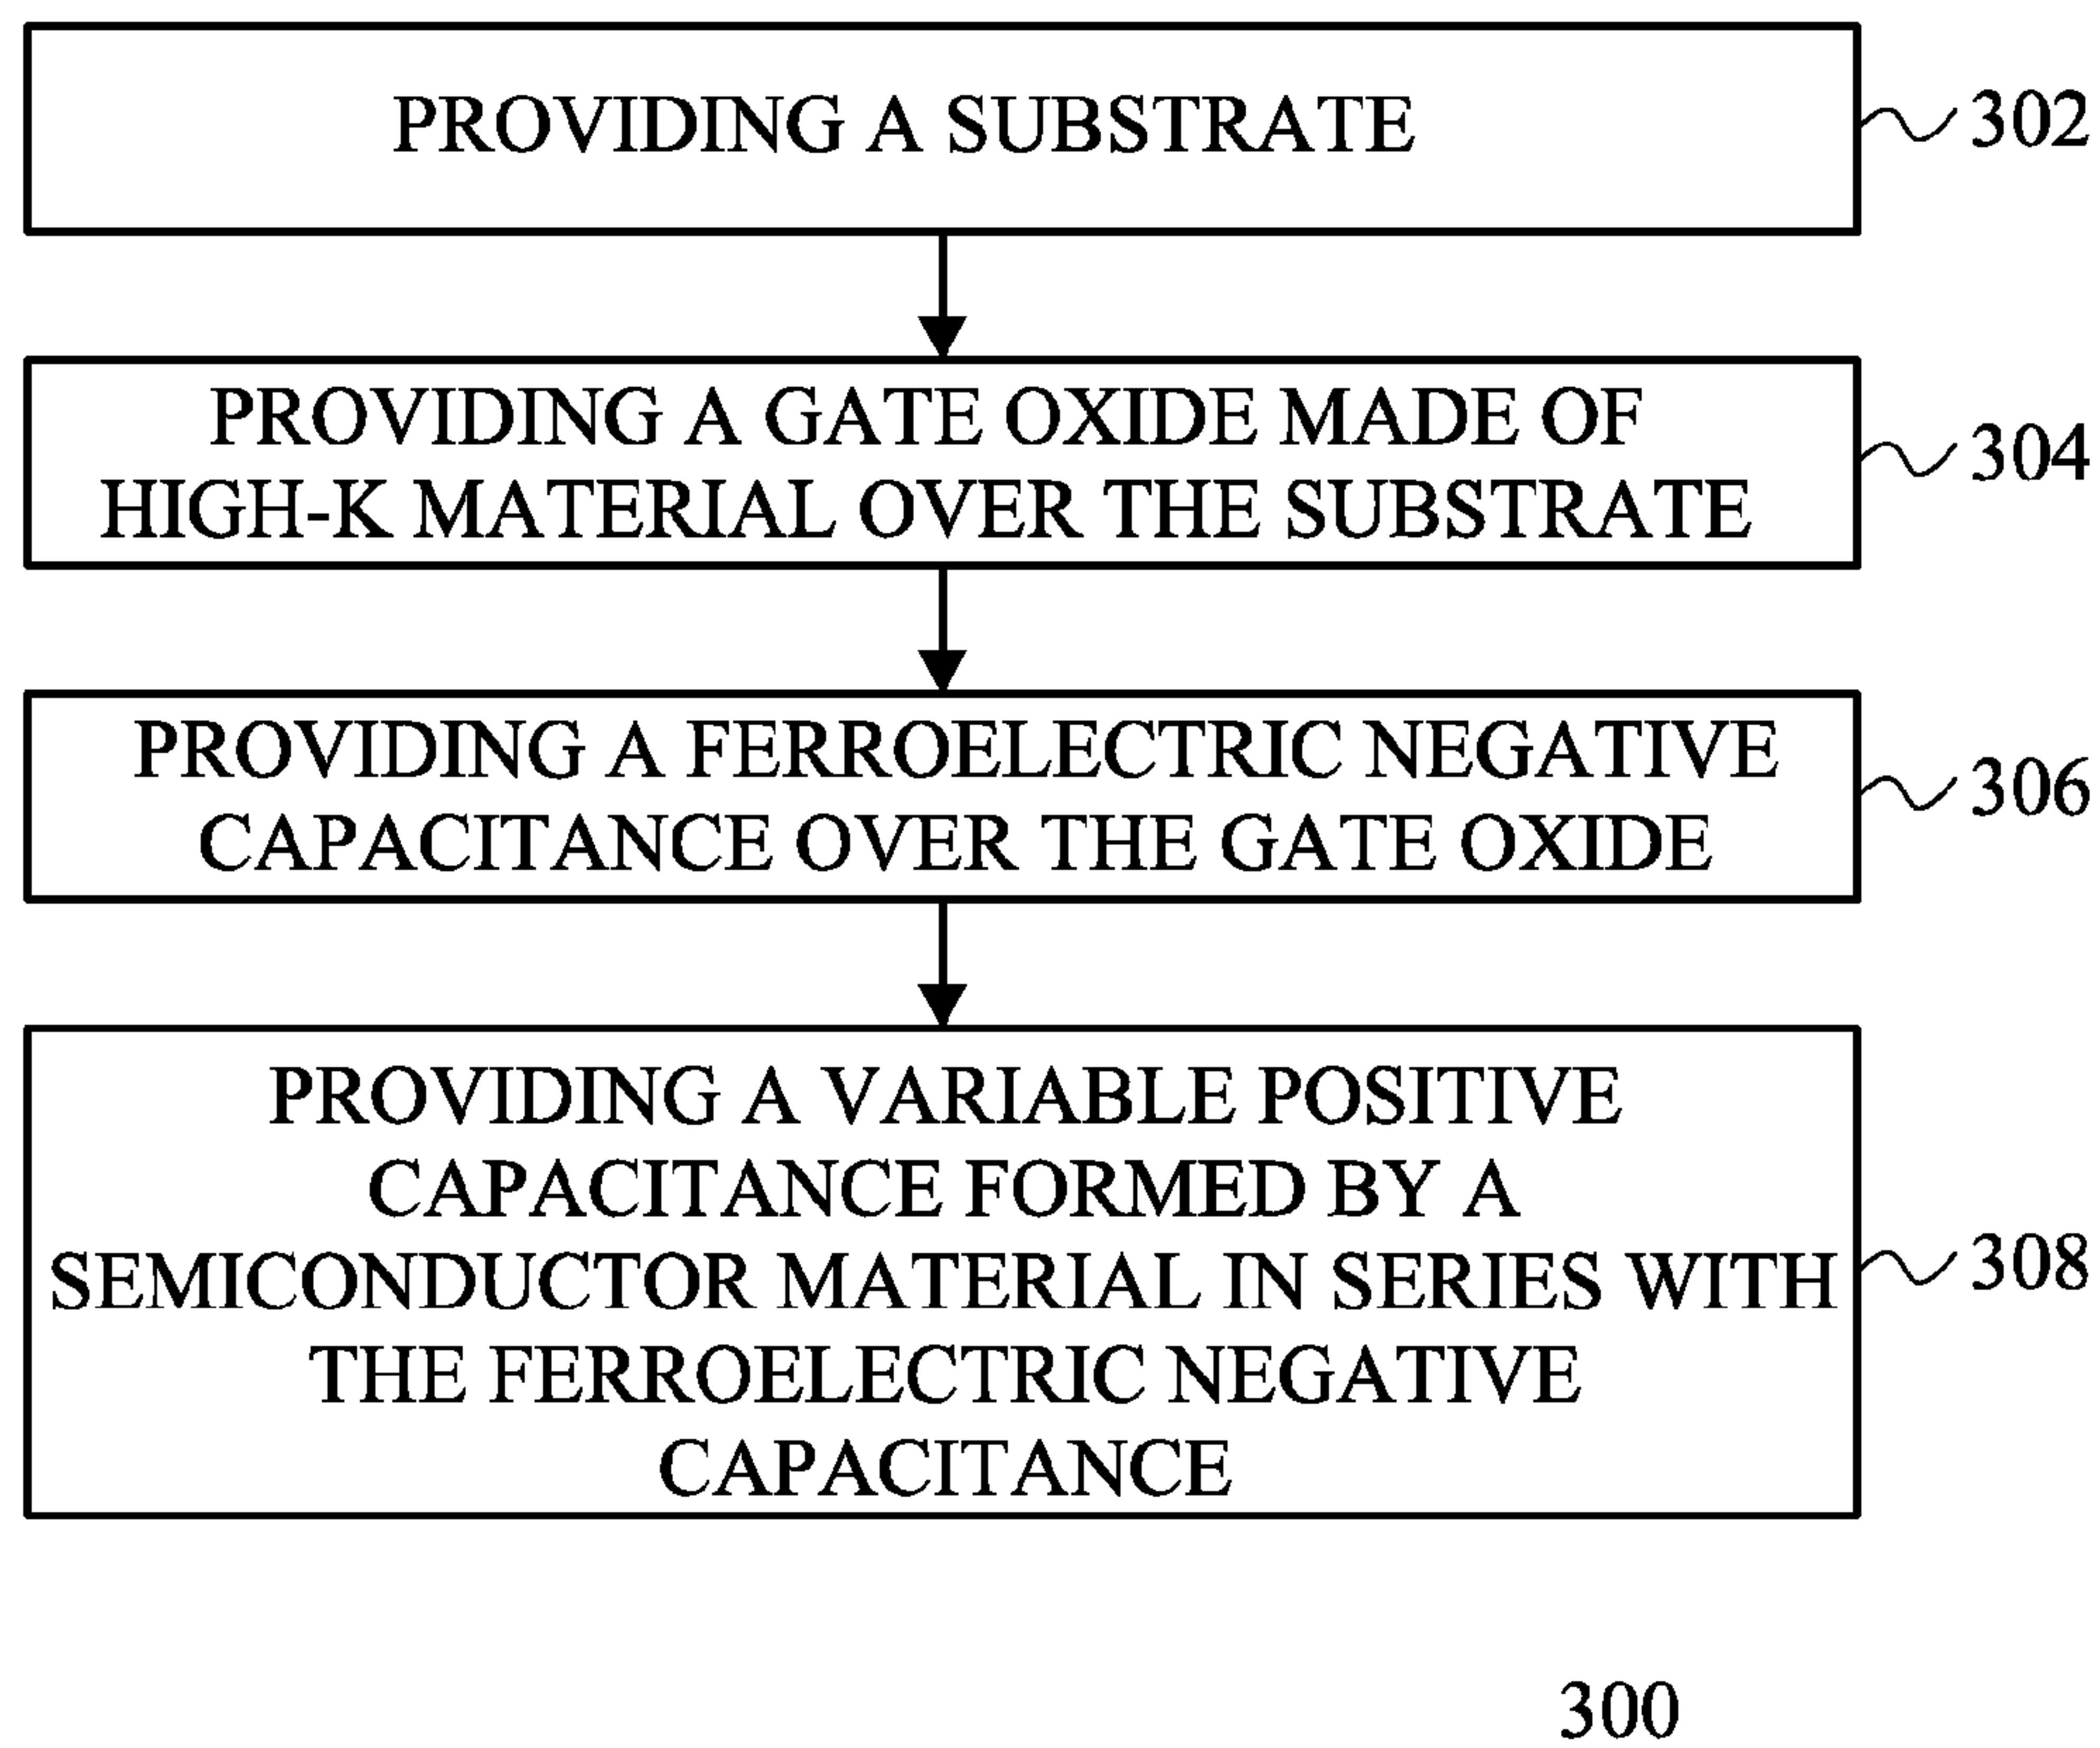 PROVIDING A SUBSTRATE
302
PROVIDING A GATE OXIDE MADE OF
HIGH-K MATERIAL OVER THE SUBSTRATE
304
PROVIDING A FERROELECTRIC NEGATIVE
CAPACITANCE OVER THE GATE OXIDE
306
PROVIDING A VARIABLE POSITIVE
CAPACITANCE FORMED BY A
SEMICONDUCTOR MATERIAL IN SERIES WITH
THE FERROELECTRIC NEGATIVE
CAPACITANCE
308
300